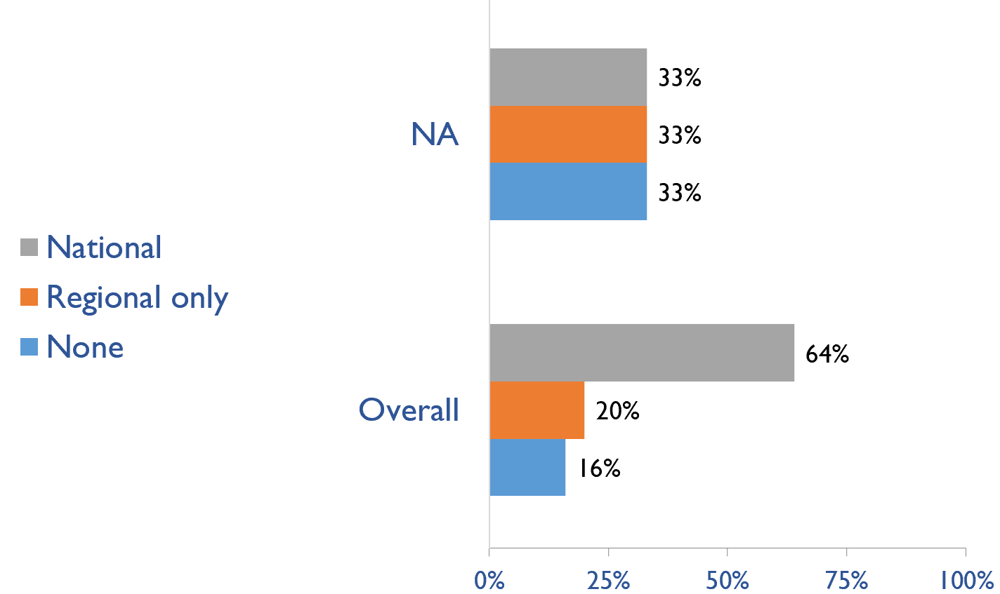 33%
NA
33%
33%
National
Regional only
None
64%
Overall
20%
16%
0%
25%
50%
75%
100%